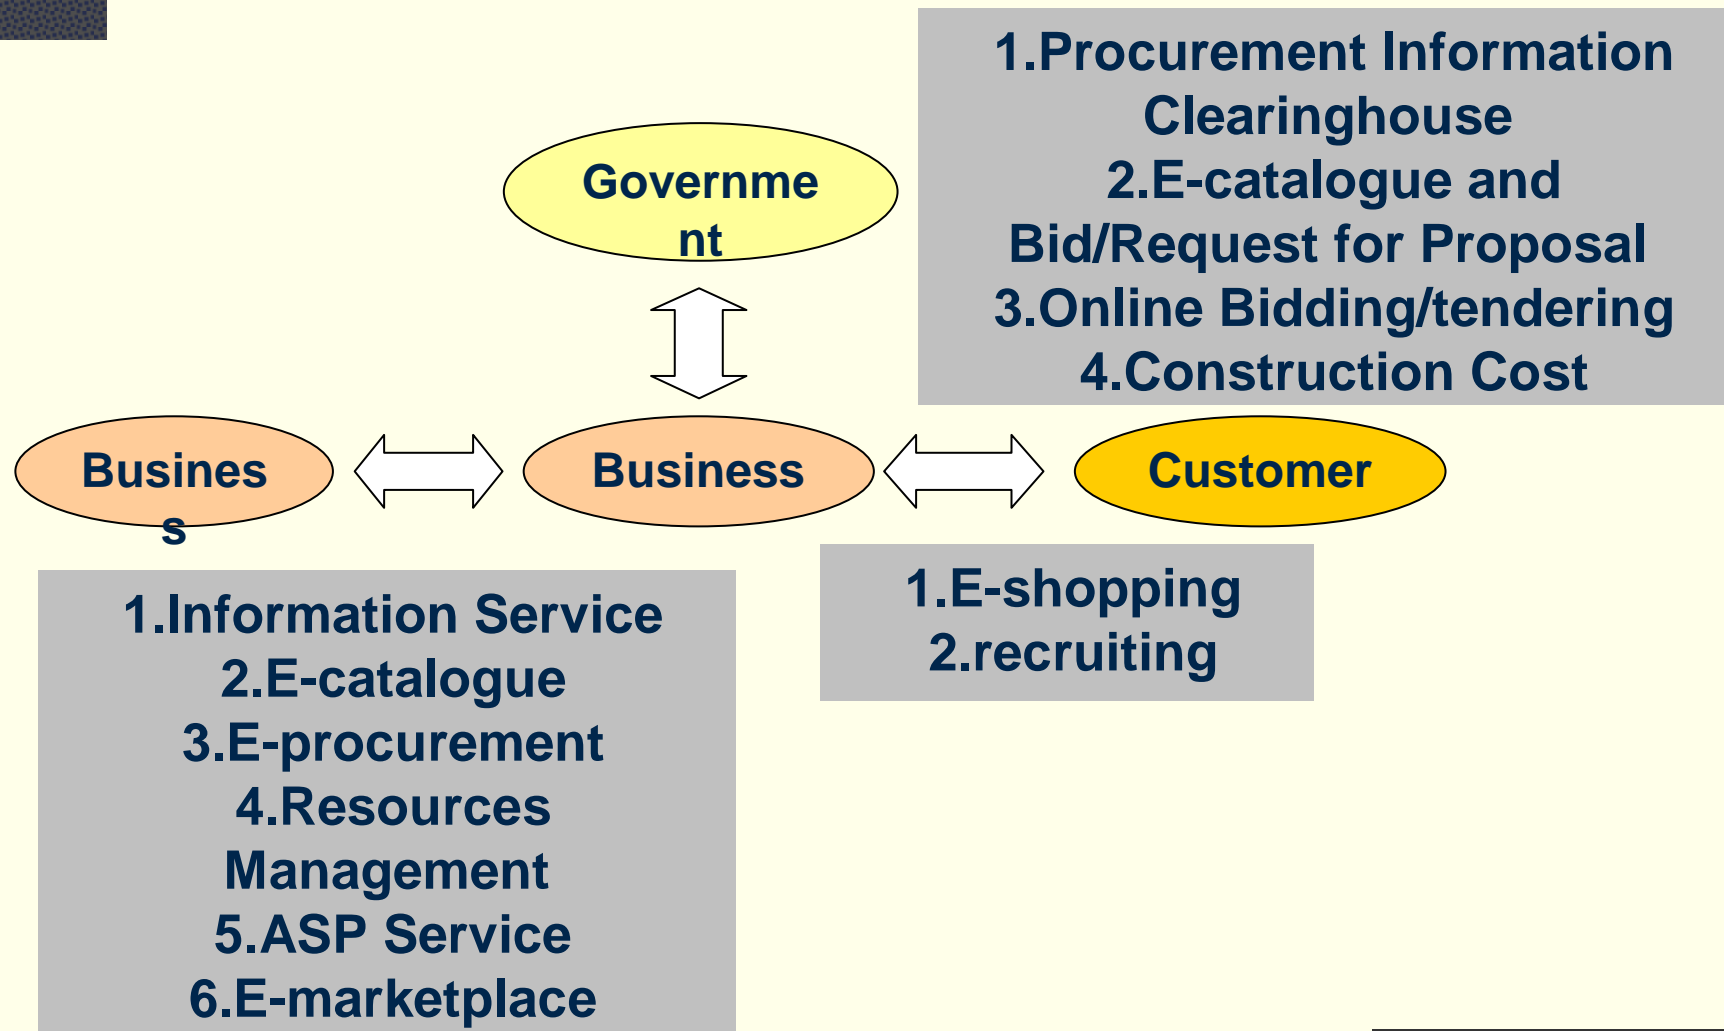 1.Procurement Information
Clearinghouse
2.E-catalogue and
Bid/Request for Proposal
3.Online Bidding/tendering
4.Construction Cost
Governme
nt
Busines
s
Business
Customer
1.Information Service
2.E-catalogue
3.E-procurement
4.Resources
Management
5.ASP Service
6.E-marketplace
1.E-shopping
2.recruiting